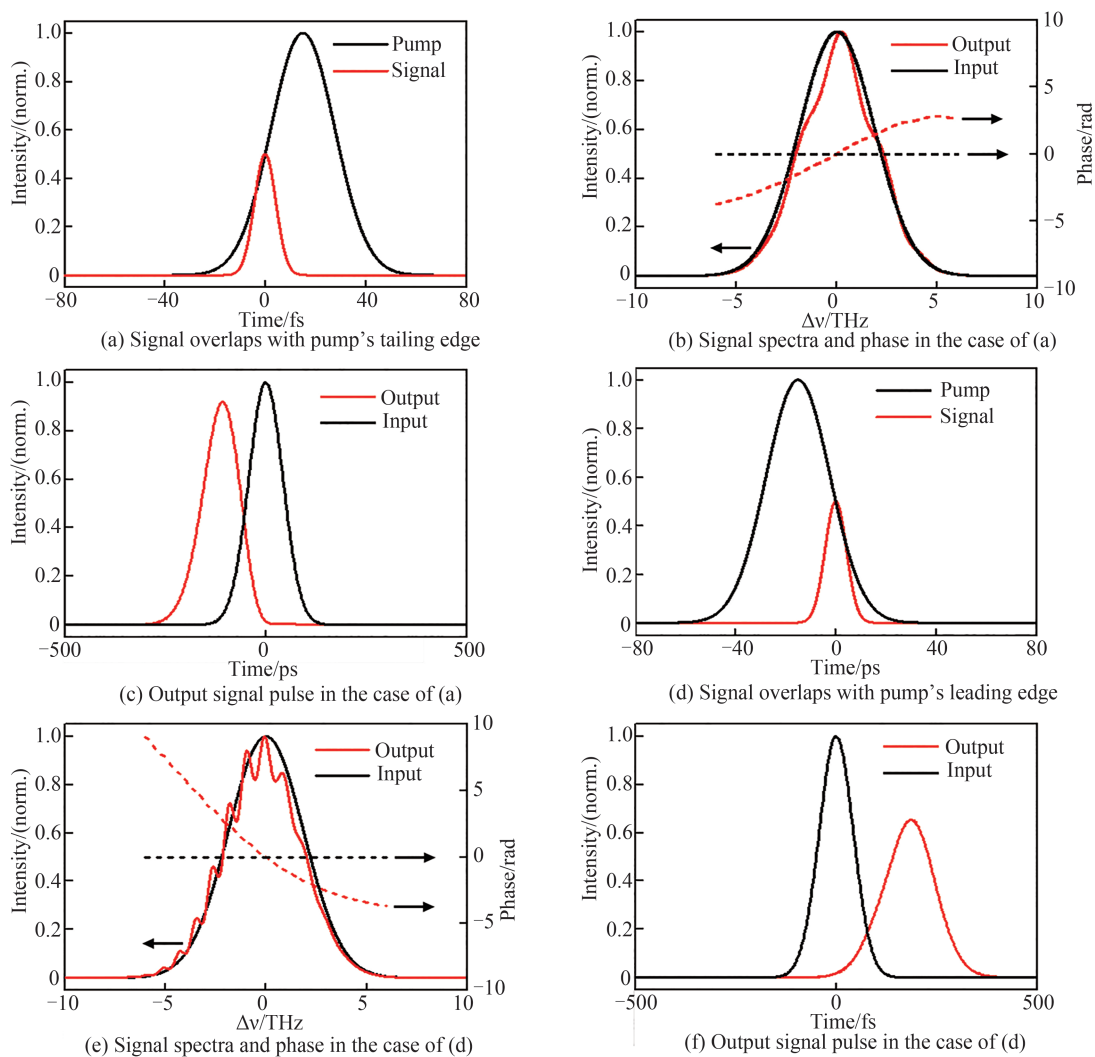 Intensity/(norm.)
1.0
0.8
0.6
0.4
0.2
0
Pump
Signal
−80
−40
0
40
80
Time/fs
(a) Signal overlaps with pump's tailing edge
Intensity/(norm.)
1.0
0.8
0.6
0.4
0.2
0
Output
Input
10
5
0
−5
−10
Phase/rad
−10
−5
0
5
10
Δν/THz
(b) Signal spectra and phase in the case of (a)
Intensity/(norm.)
1.0
0.8
0.6
0.4
0.2
0
Output
Input
−500
0
500
Time/ps
(c) Output signal pulse in the case of (a)
Intensity/(norm.)
1.0
0.8
0.6
0.4
0.2
0
Pump
Signal
−80
−40
0
40
80
Time/ps
(d) Signal overlaps with pump's leading edge
Intensity/(norm.)
1.0
0.8
0.6
0.4
0.2
0
Output
Input
10
5
0
−5
−10
Phase/rad
−10
−5
0
5
10
Δν/THz
(e) Signal spectra and phase in the case of (d)
Intensity/(norm.)
1.0
0.8
0.6
0.4
0.2
0
Output
Input
−500
0
500
Time/fs
(f) Output signal pulse in the case of (d)